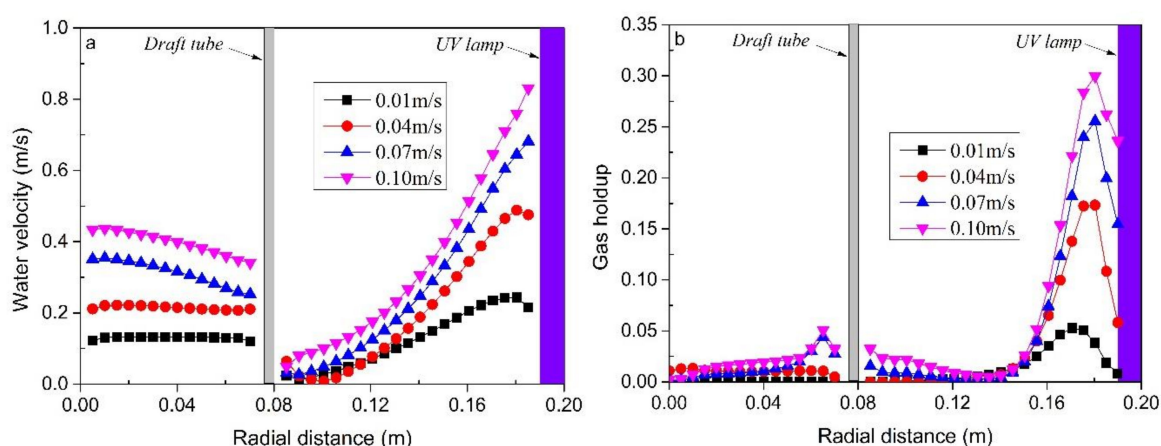 a
Draft tube
UV lamp
0.01m/s
0.04m/s
0.07m/s
0.10m/s
1.0
0.8
0.6
0.4
0.2
0.0
Water velocity (m/s)
0.00 0.04 0.08 0.12 0.16 0.20
Radial distance (m)
b
Draft tube
UV lamp
0.01m/s
0.04m/s
0.07m/s
0.10m/s
0.35
0.30
0.25
0.20
0.15
0.10
0.05
0.00
Gas holdup
0.00 0.04 0.08 0.12 0.16 0.20
Radial distance (m)